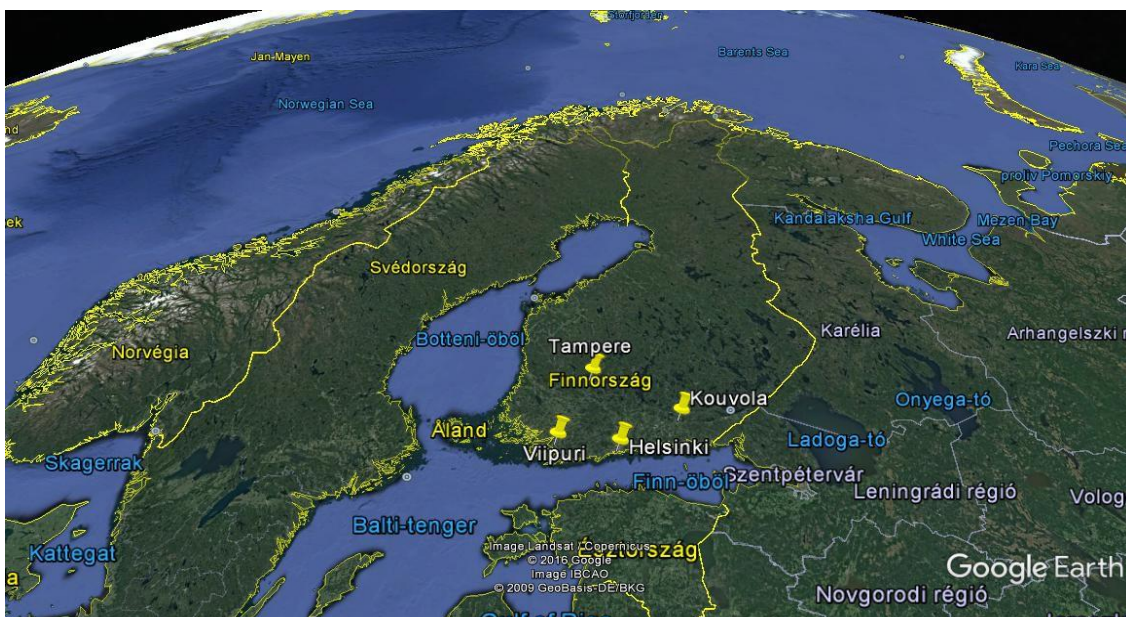 Storfjorden
Jan Mayen
Barents Sea
Kara Sea
Norwegian Sea
Pechora Sea
proliv Pomorskiy
Kandalaksha Gulf
Mezen Bay
White Sea
Svédország
Botteni-öböl
Karélia
Arhangelszki
Norvégia
Tampere
Finnország
Kouvola
Onyega-tó
Åland
Viipuri
Helsinki
Ladoga-tó
Skagerrak
Finn-öböl
Szentpétervár
Leningrádi régió
Volog
Balti-tenger
Kattegat
Image Landsat / Copernicus
Észtország
© 2016 Google
Image IBCAO
© 2009 GeoBasis-DE/BKG
Google Earth
Novgorodi régió